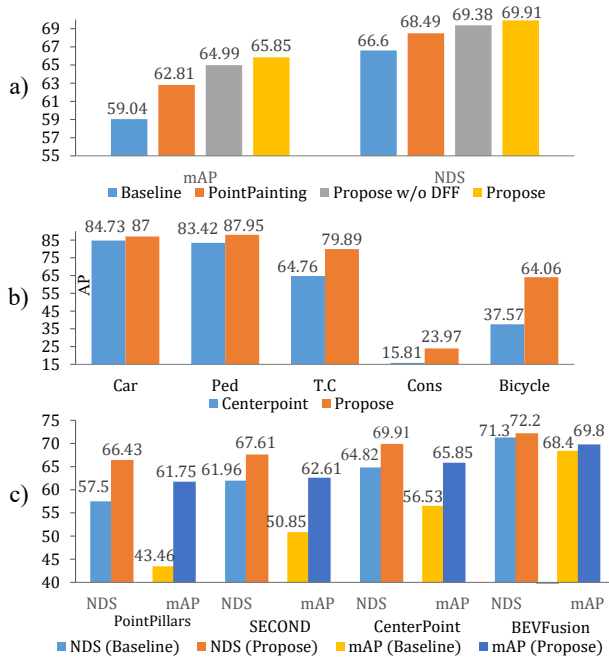 a)
69
67
65
63
61
59
57
55
59.04
62.81
64.99
65.85
66.6
68.49
69.38
69.91
mAP
NDS
Baseline PointPainting Propose w/o DFF Propose
b)
AP
85
75
65
55
45
35
25
15
84.73 87
83.42 87.95
64.76 79.89
15.81 23.97
37.57 64.06
Car Ped T.C Cons Bicycle
Centerpoint Propose
c)
75
70
65
60
55
50
45
40
57.5 66.43 43.46 61.75
61.96 67.61 50.85 62.61
64.82 69.91 56.53 65.85
71.3 72.2 68.4 69.8
NDS mAP NDS mAP NDS mAP NDS mAP
PointPillars SECOND CenterPoint BEVFusion
NDS (Baseline) NDS (Propose) mAP (Baseline) mAP (Propose)